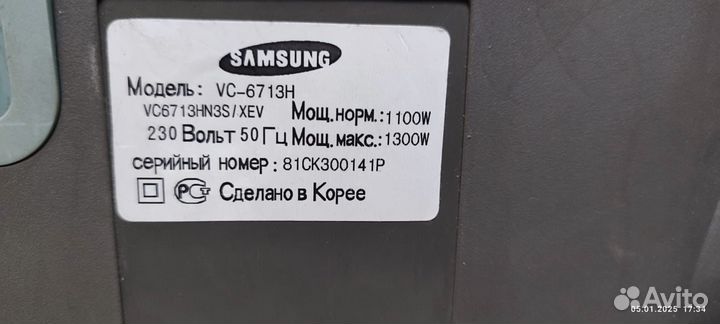 SAMSUNG
Модель: VC-6713H
VC6713HN3S/XEV Мощ.норм.:1100W
230 Вольт 50 Гц Мощ.макс.:1300W
серийный номер: 81CK300141P
РСТ Сделано в Корее
Avito
05.01.2025 17:34